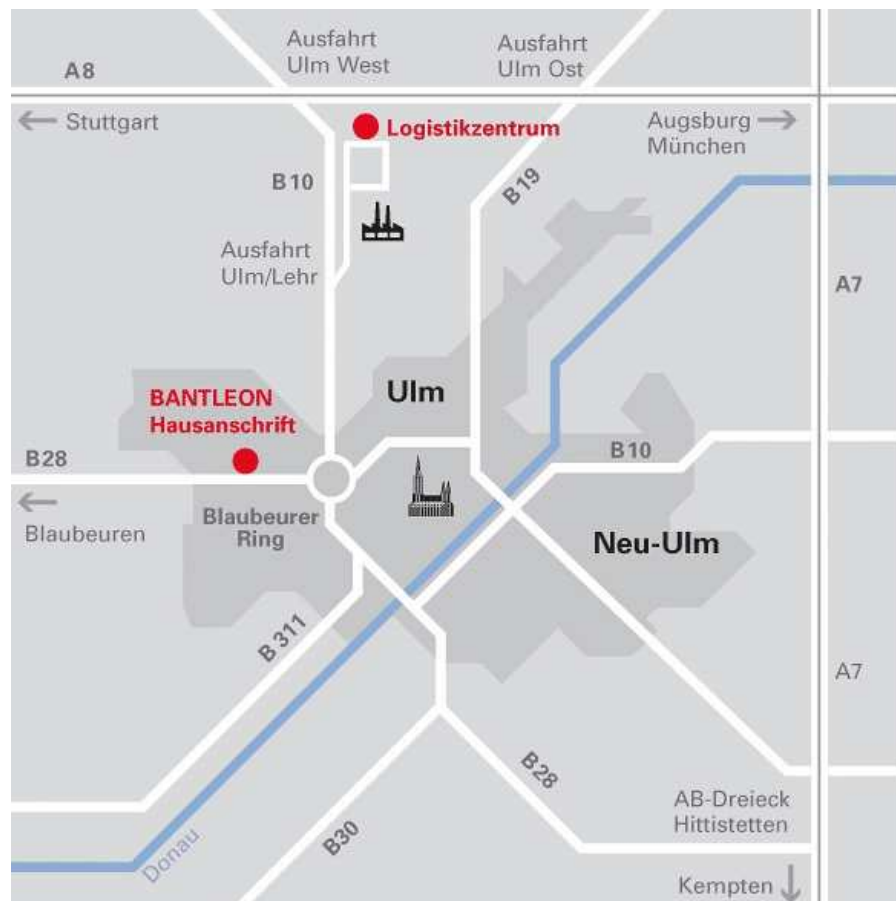 Ausfahrt
Ulm West
Ausfahrt
Ulm Ost
A8
Stuttgart
Logistikzentrum
Augsburg
München
B10
B19
Ausfahrt
Ulm/Lehr
A7
BANTLEON
Hausanschrift
Ulm
B28
B10
Blaubeuren
Blaubeurer
Ring
Neu-Ulm
B 311
A7
B28
AB-Dreieck
Hittistetten
B30
Donau
Kempten